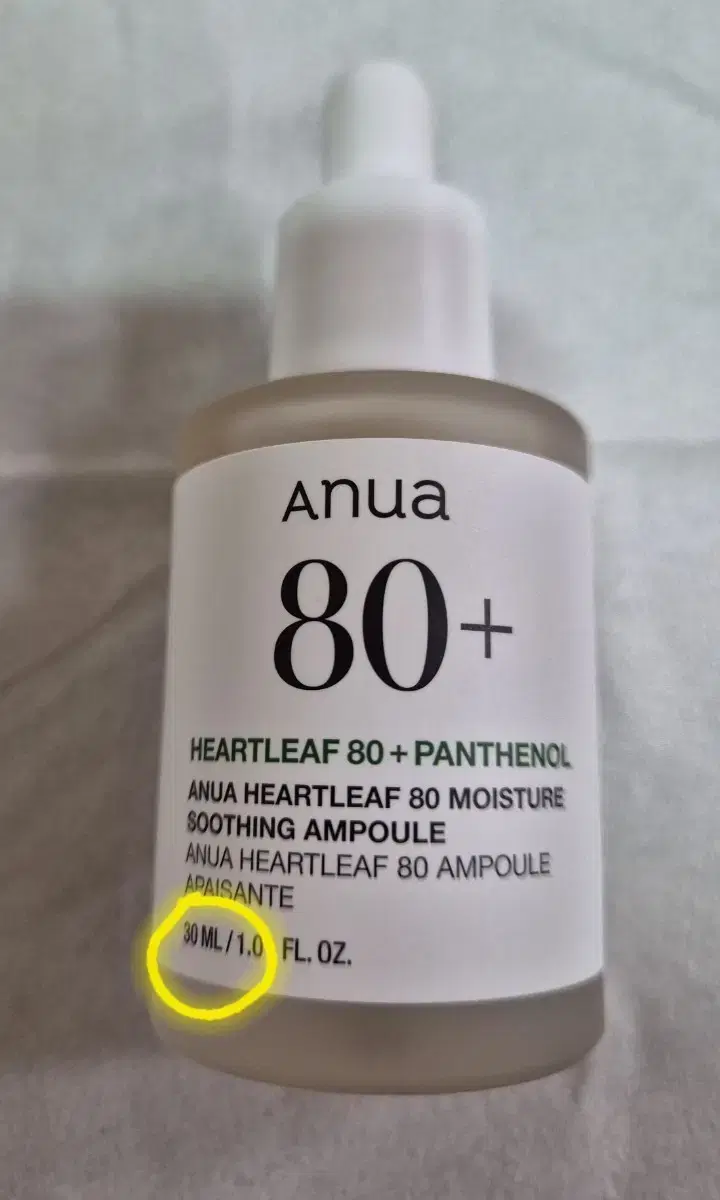 Anua
80+
HEARTLEAF 80+PANTHENOL
ANUA HEARTLEAF 80 MOISTURE
SOOTHING AMPOULE
ANUA HEARTLEAF 80 AMPOULE
APAISANTE
30 ML / 1.0 FL. OZ.